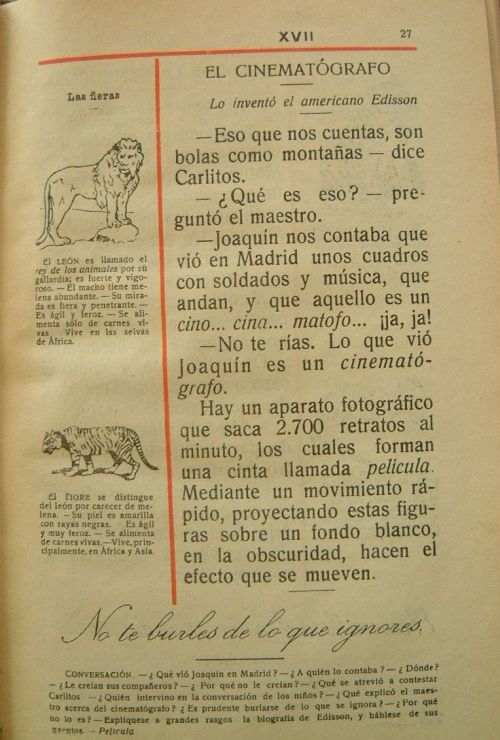 XVII
27
Las fieras
El LEÓN es llamado el
rey de los animales por su
gallardía; es fuerte y vigo-
roso. — El macho tiene me-
lena abundante. — Su mira-
da es fiera y penetrante. —
Es ágil y feroz. — Se ali-
menta sólo de carnes vi-
vas. Vive en las selvas
de África.
El TIGRE se distingue
del león por carecer de me-
lena. — Su piel es amarilla
con rayas negras. Es ágil
y muy feroz. — Se alimenta
de carnes vivas.—Vive, prin-
cipalmente, en África y Asia.
EL CINEMATÓGRAFO
Lo inventó el americano Edisson
—Eso que nos cuentas, son
bolas como montañas — dice
Carlitos.
— ¿Qué es eso? — pre-
guntó el maestro.
—Joaquín nos contaba que
vió en Madrid unos cuadros
con soldados y música, que
andan, y que aquello es un
cino... cina... matofo... ¡ja, ja!
—No te rías. Lo que vió
Joaquín es un cinemató-
grafo.
Hay un aparato fotográfico
que saca 2.700 retratos al
minuto, los cuales forman
una cinta llamada película.
Mediante un movimiento rá-
pido, proyectando estas figu-
ras sobre un fondo blanco,
en la obscuridad, hacen el
efecto que se mueven.
No te burles de lo que ignores.
CONVERSACIÓN. — ¿Qué vió Joaquín en Madrid? — ¿A quién lo contaba? — ¿Dónde?
— ¿Le creían sus compañeros? — ¿Por qué no le creían? — ¿Qué se atrevió a contestar
Carlitos — ¿Quién intervino en la conversación de los niños? — ¿Qué explicó el maes-
tro acerca del cinematógrafo? ¿Es prudente burlarse de lo que se ignora? — ¿Por qué
no lo es? — Explíquese a grandes rasgos la biografía de Edisson, y háblese de sus
inventos. — Película